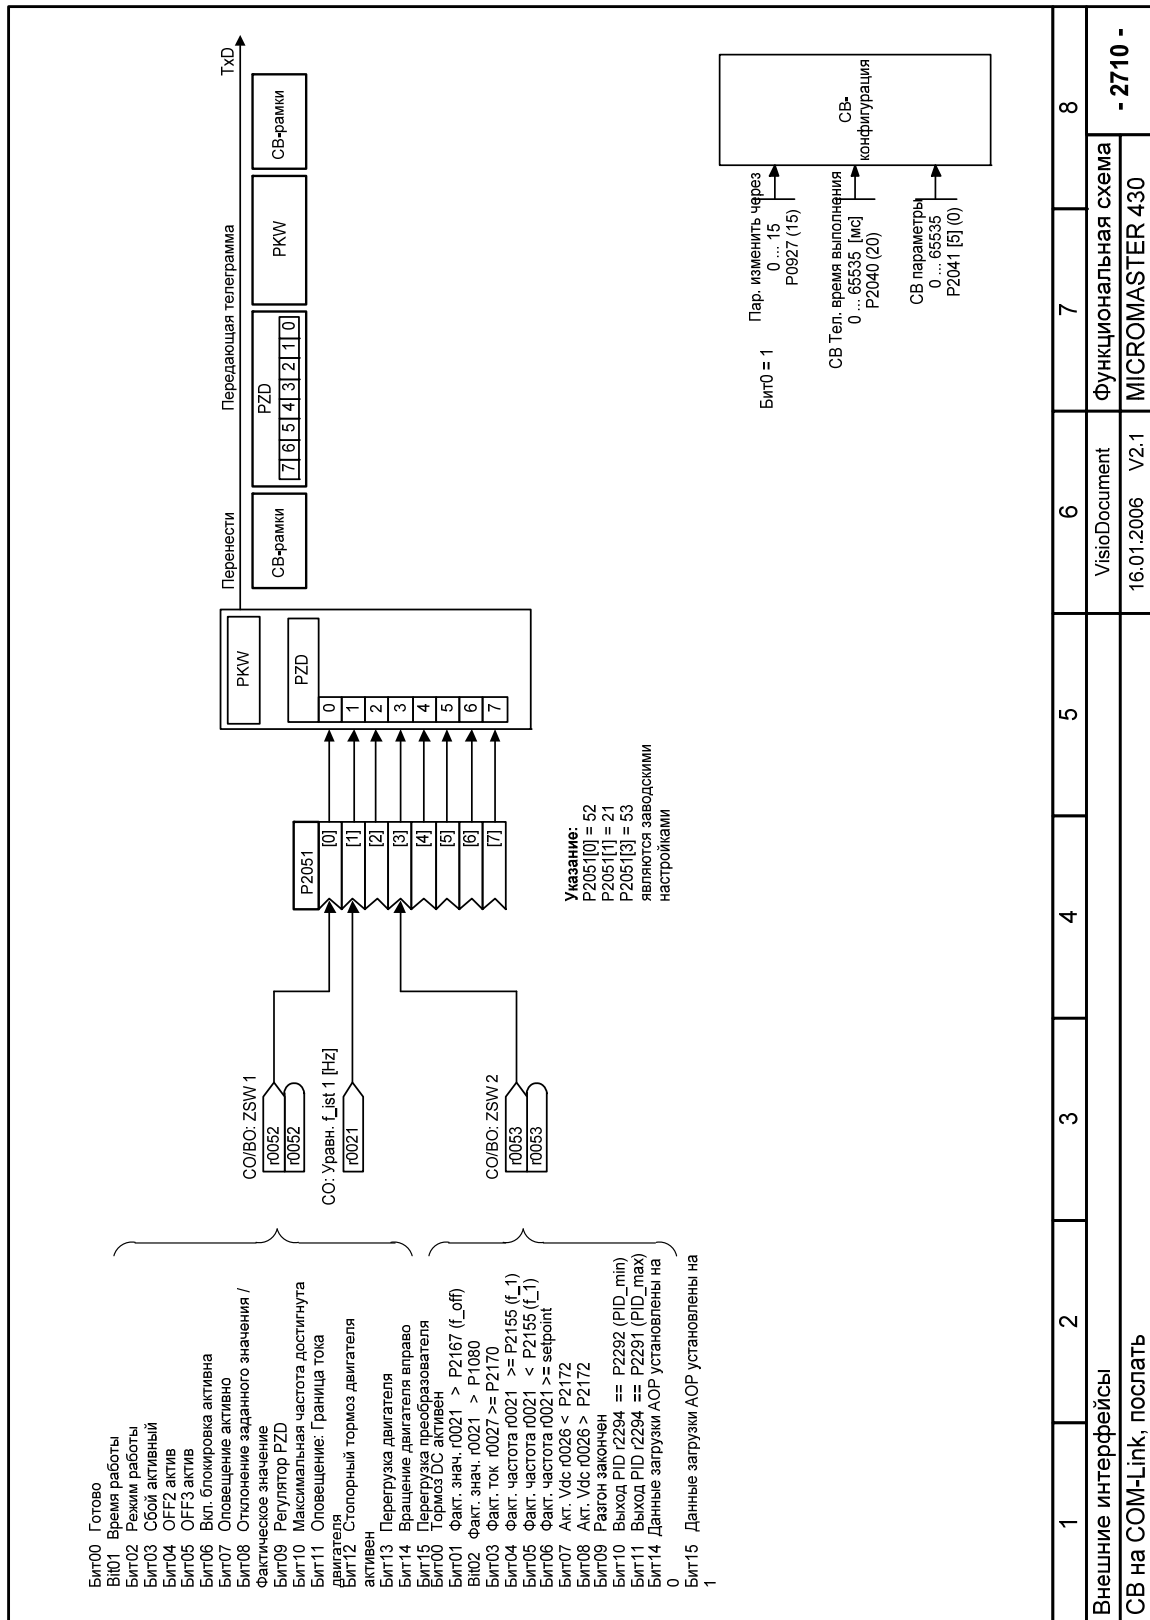 Бит00 Готово
Bit01 Время работы
Бит02 Режим работы
Бит03 Сбой активный
Бит04 OFF2 актив
Бит05 OFF3 актив
Бит06 Вкл. блокировка активна
Бит07 Оповещение активно
Бит08 Отклонение заданного значения /
Фактическое значение
Бит09 Регулятор PZD
Бит10 Максимальная частота достигнута
Бит11 Оповещение: Граница тока
двигателя
Бит12 Стопорный тормоз двигателя
активен
Бит13 Перегрузка двигателя
Бит14 Вращение двигателя вправо
Бит15 Перегрузка преобразователя
Бит00 Тормоз DC активен
Бит01 Факт. знач. r0021 > P2167 (f_off)
Bit02 Факт. знач. r0021 > P1080
Бит03 Факт. ток r0027 >= P2170
Бит04 Факт. частота r0021 >= P2155 (f_1)
Бит05 Факт. частота r0021 < P2155 (f_1)
Бит06 Факт. частота r0021 >= setpoint
Бит07 Акт. Vdc r0026 < P2172
Бит08 Акт. Vdc r0026 > P2172
Бит09 Разгон закончен
Бит10 Выход PID r2294 == P2292 (PID_min)
Бит11 Выход PID r2294 == P2291 (PID_max)
Бит14 Данные загрузки AOP установлены на
0
Бит15 Данные загрузки AOP установлены на
1
CO/BO: ZSW 1
r0052
r0052
CO: Уравн. f_ist 1 [Hz]
r0021
CO/BO: ZSW 2
r0053
r0053
P2051
[0]
[1]
[2]
[3]
[4]
[5]
[6]
[7]
Указание:
P2051[0] = 52
P2051[1] = 21
P2051[3] = 53
являются заводскими
настройками
PKW
PZD
0
1
2
3
4
5
6
7
Перенести
Передающая телеграмма
TxD
CB-рамки
PZD
7 6 5 4 3 2 1 0
PKW
CB-рамки
Бит0 = 1
Пар. изменить через
0 ... 15
P0927 (15)
CB Тел. время выполнения
0 ... 65535 [мс]
P2040 (20)
CB параметры
0 ... 65535
P2041 [5] (0)
CB-
конфигурация
1 2 3 4 5 6 7 8
Внешние интерфейсы
CB на COM-Link, послать
VisioDocument
16.01.2006 V2.1
Функциональная схема
MICROMASTER 430
- 2710 -